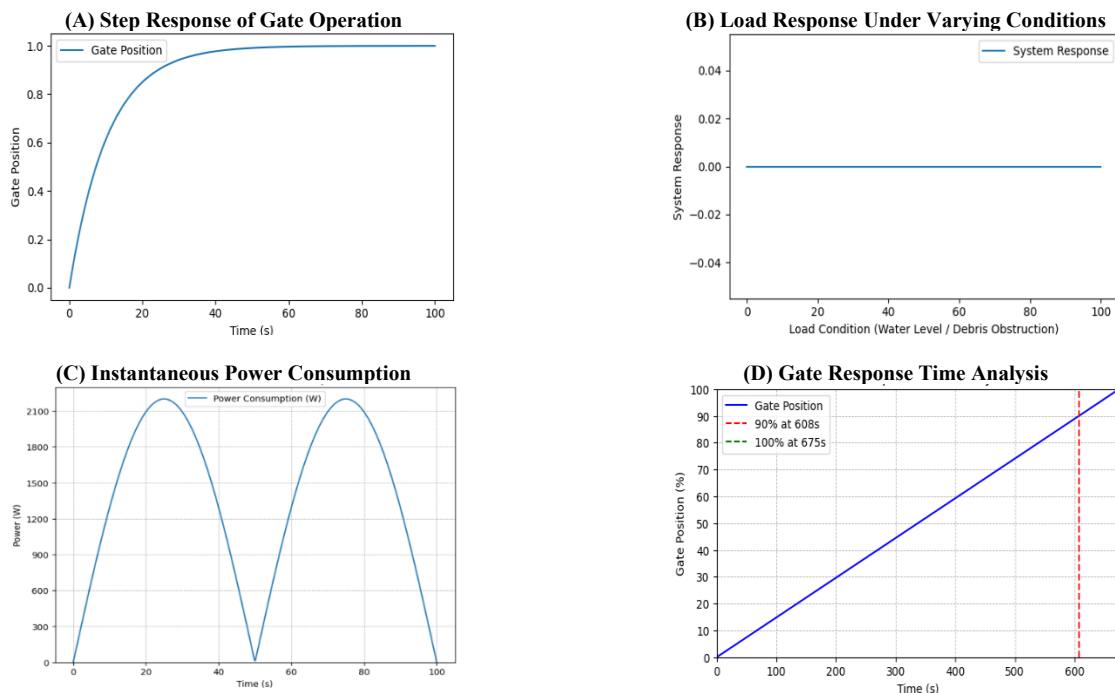 (A) Step Response of Gate Operation
1.0
0.8
0.6
0.4
0.2
0.0
Gate Position
Gate Position
0 20 40 60 80 100
Time (s)
(B) Load Response Under Varying Conditions
0.04
0.02
0.00
−0.02
−0.04
System Response
System Response
0 20 40 60 80 100
Load Condition (Water Level / Debris Obstruction)
(C) Instantaneous Power Consumption
2100
1800
1500
1200
900
600
300
0
Power (W)
Power Consumption (W)
0 20 40 60 80 100
Time (s)
(D) Gate Response Time Analysis
100
90
80
70
60
50
40
30
20
10
0
Gate Position (%)
Gate Position
90% at 608s
100% at 675s
0 100 200 3600 400 500 600
Time (s)